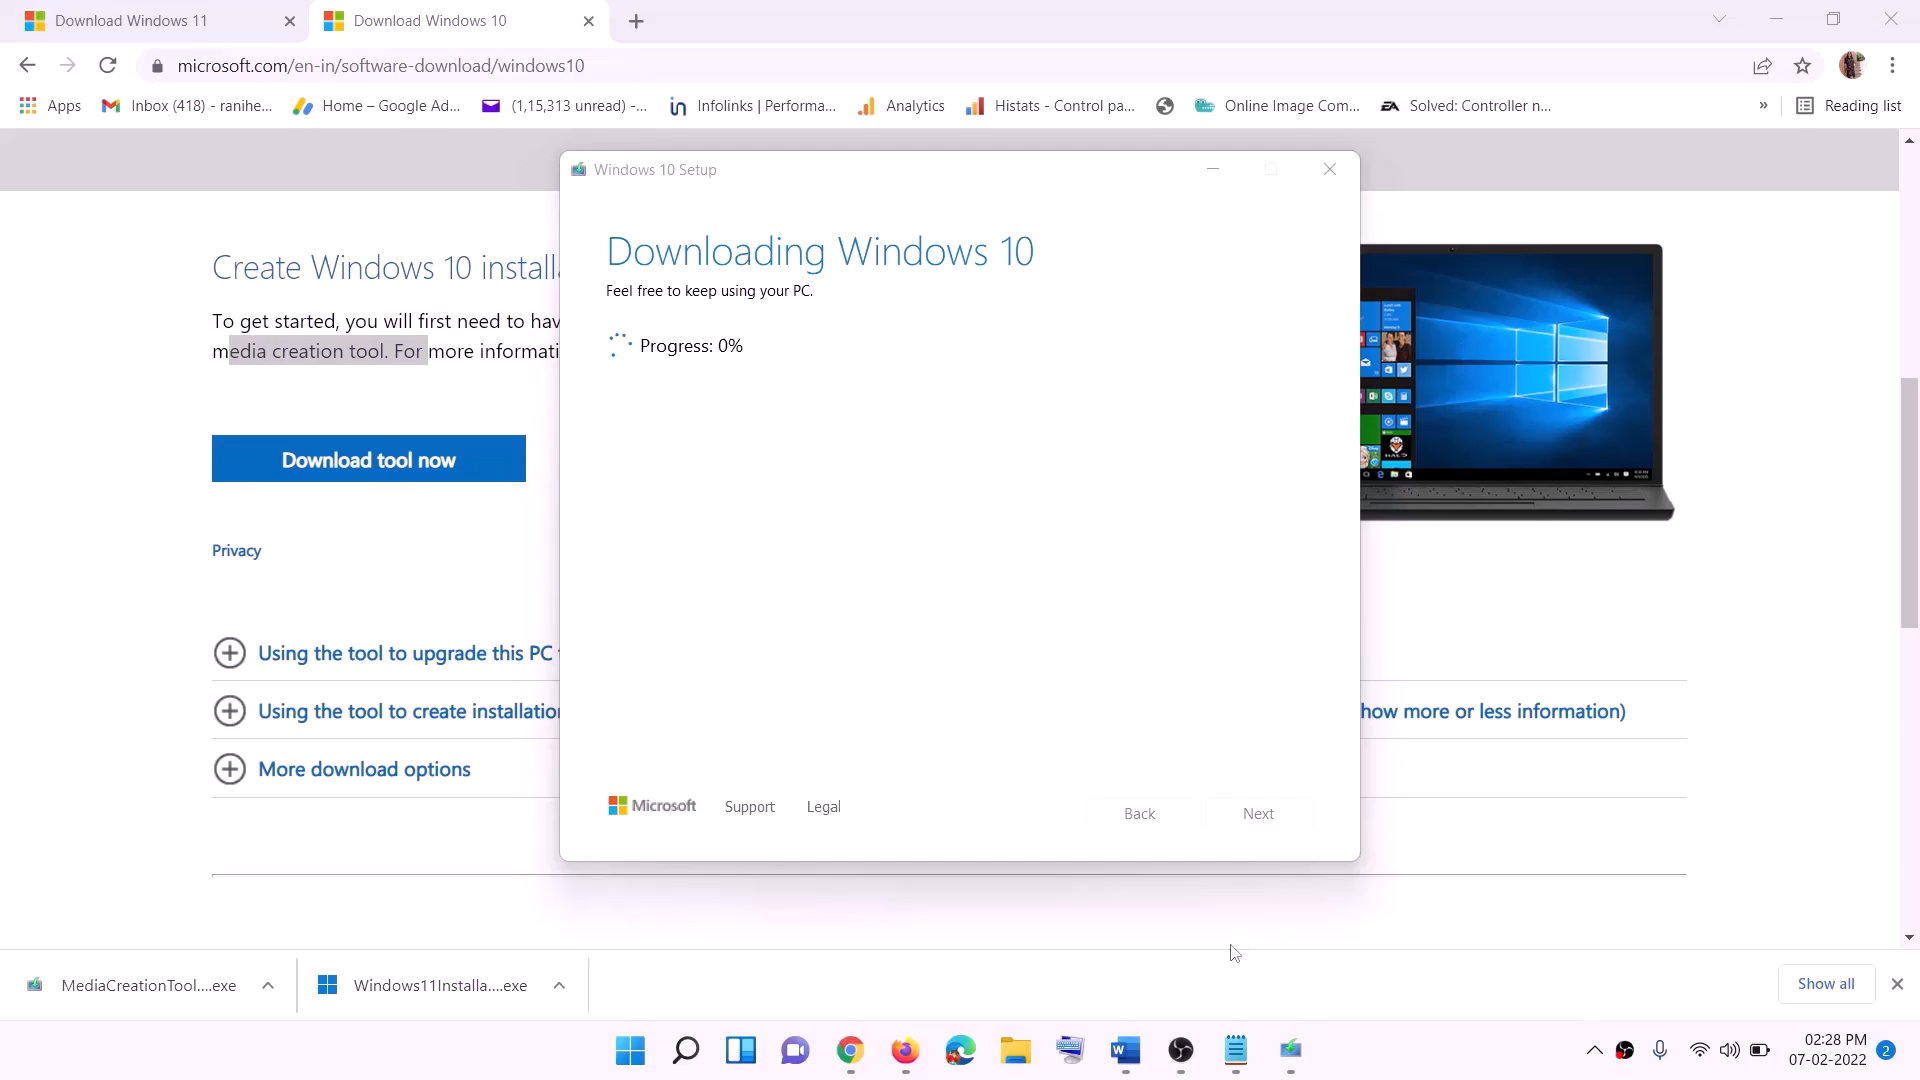 Download Windows 11
Download Windows 10
microsoft.com/en-in/software-download/windows10
Apps
Inbox (418) - ranihe...
Home – Google Ad...
(1,15,313 unread) -...
Infolinks | Performa...
Analytics
Histats - Control pa...
Online Image Com...
Solved: Controller n...
»
Reading list
Windows 10 Setup
Downloading Windows 10
Feel free to keep using your PC.
Progress: 0%
Microsoft
Support
Legal
Back
Next
Create Windows 10 install
To get started, you will first need to hav
media creation tool. For more informati
Download tool now
Privacy
Using the tool to upgrade this PC
Using the tool to create installation
how more or less information)
More download options
MediaCreationTool....exe
Windows11Installa....exe
Show all
02:28 PM
07-02-2022
2